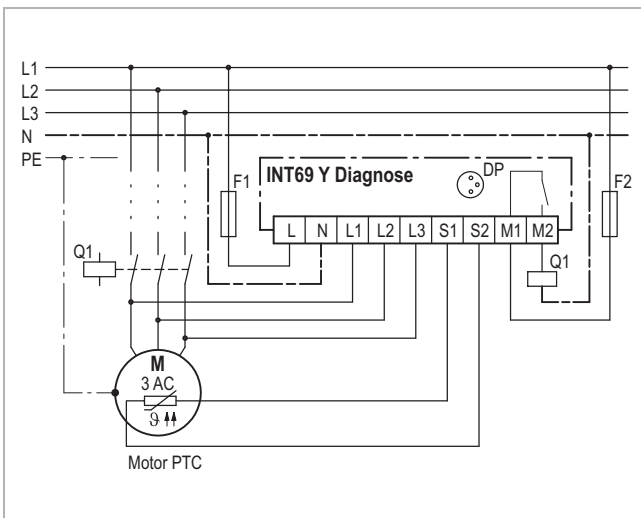 L1
L2
L3
N
PE
F1
INT69 Y Diagnose
DP
F2
L N L1 L2 L3 S1 S2 M1 M2
Q1
Q1
M
3 AC
ϑ
Motor PTC